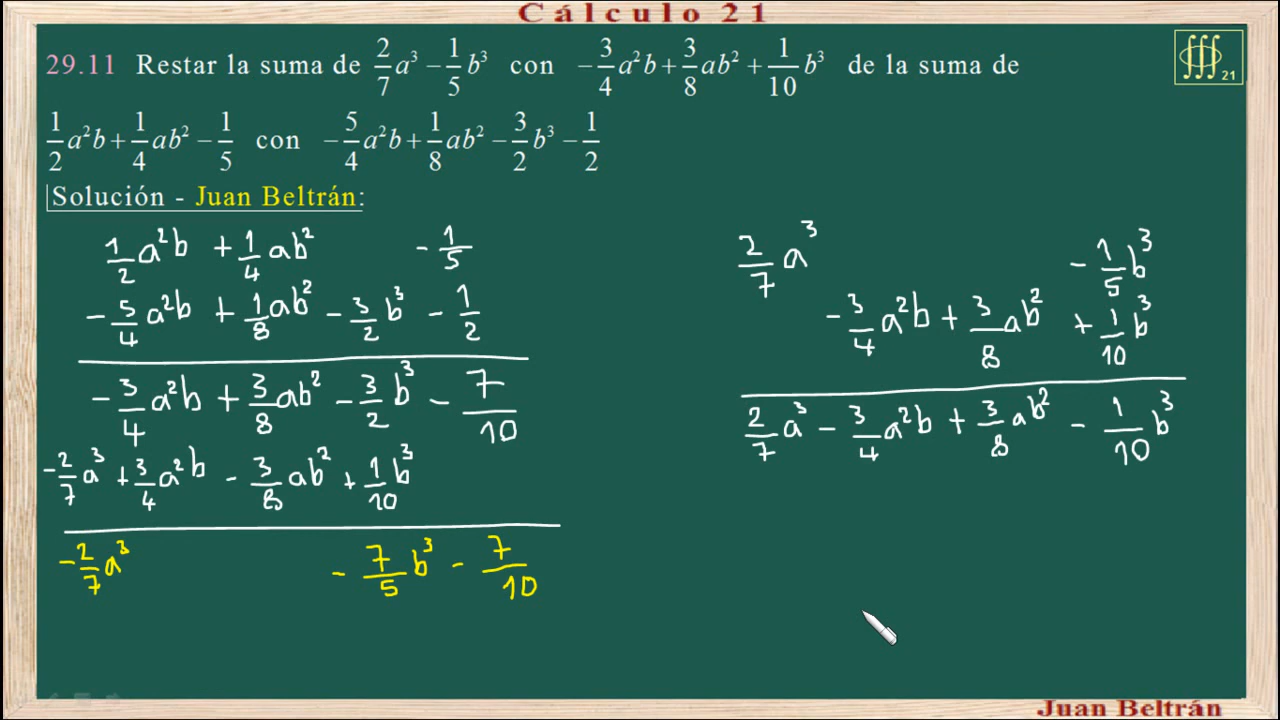 Cálculo 21
29.11 Restar la suma de 2/7 a³ − 1/5 b³ con −3/4 a²b + 3/8 ab² + 1/10 b³ de la suma de
21
1/2 a²b + 1/4 ab² − 1/5 con −5/4 a²b + 1/8 ab² − 3/2 b³ − 1/2
Solución - Juan Beltrán:
1/2 a²b + 1/4 ab² − 1/5
− 5/4 a²b + 1/8 ab² − 3/2 b³ − 1/2
− 3/4 a²b + 3/8 ab² − 3/2 b³ − 7/10
− 2/7 a³ + 3/4 a²b − 3/8 ab² + 1/10 b³
− 2/7 a³ − 7/5 b³ − 7/10
2/7 a³ − 1/5 b³
− 3/4 a²b + 3/8 ab² + 1/10 b³
2/7 a³ − 3/4 a²b + 3/8 ab² − 1/10 b³
Juan Beltrán